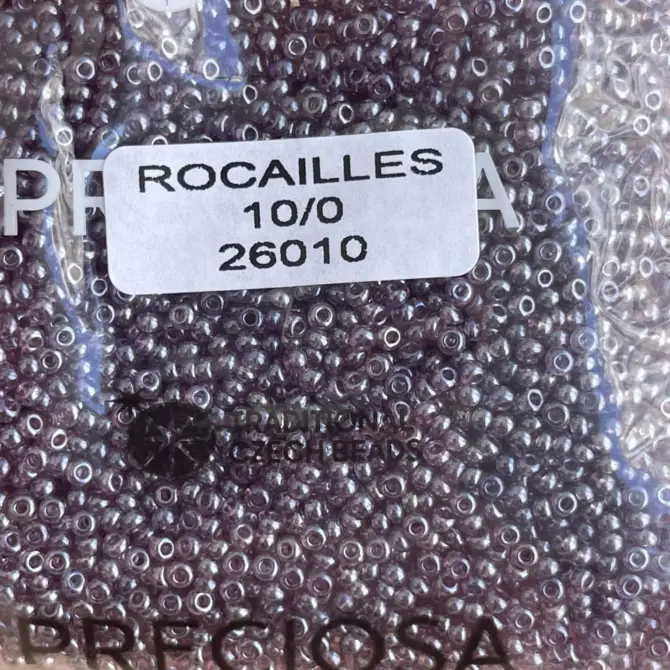 ROCAILLES
10/0
26010
TRADITIONAL
CZECH BEADS
PRECIOSA